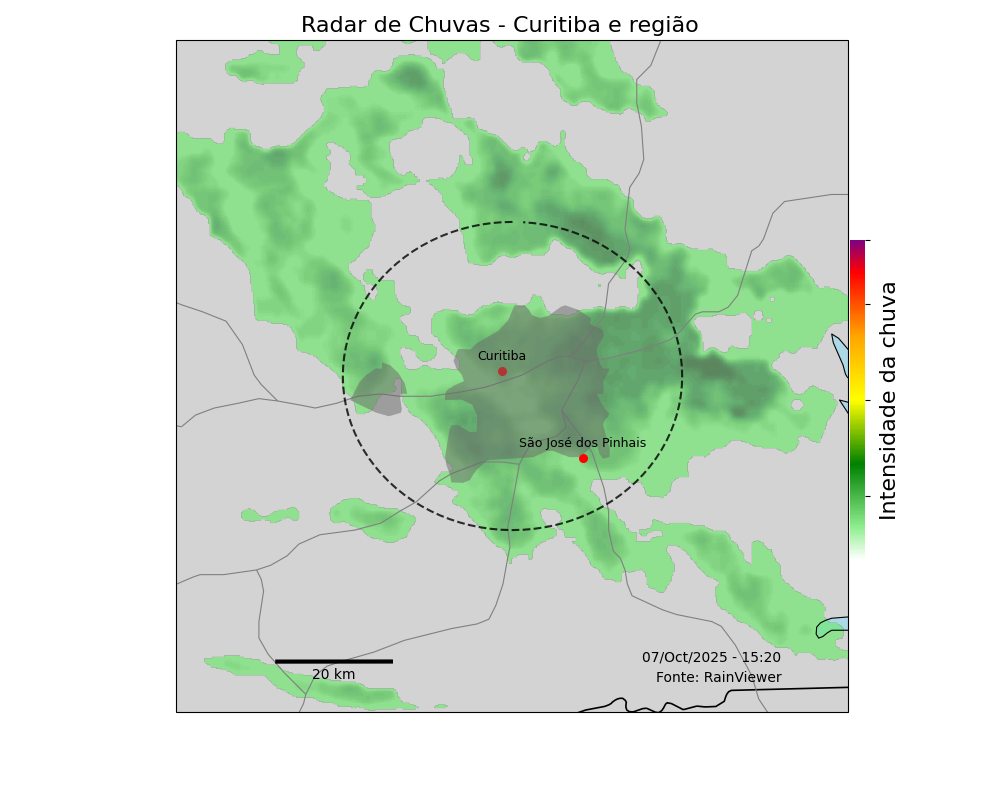 Radar de Chuvas - Curitiba e região
Curitiba
São José dos Pinhais
Intensidade da chuva
20 km
07/Oct/2025 - 15:20
Fonte: RainViewer